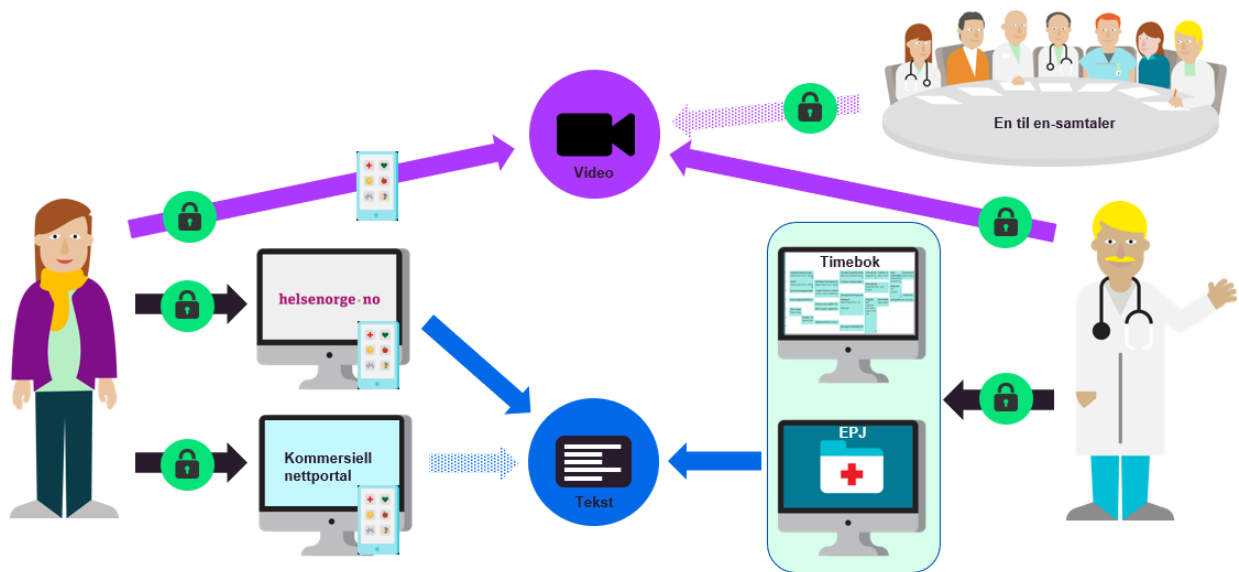 En til en-samtaler
Video
Timebok
helsenorge.no
EPJ
Kommersiell
nettportal
Tekst